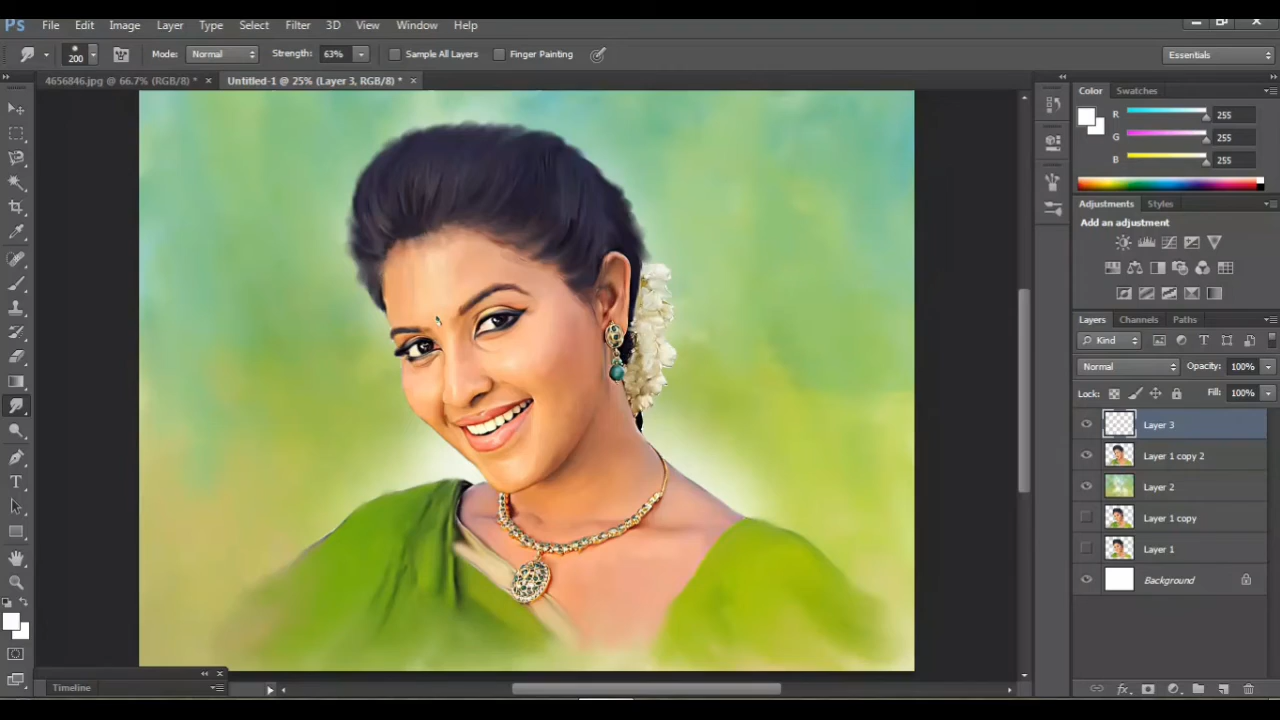 Ps File Edit Image Layer Type Select Filter 3D View Window Help
200 Mode: Normal Strength: 63% Sample All Layers Finger Painting Essentials
4656846.jpg @ 66.7% (RGB/8) * × Untitled-1 @ 25% (Layer 3, RGB/8) * ×
Color Swatches
R 255
G 255
B 255
Adjustments Styles
Add an adjustment
Layers Channels Paths
Kind
Normal Opacity: 100%
Lock: Fill: 100%
Layer 3
Layer 1 copy 2
Layer 2
Layer 1 copy
Layer 1
Background
Timeline